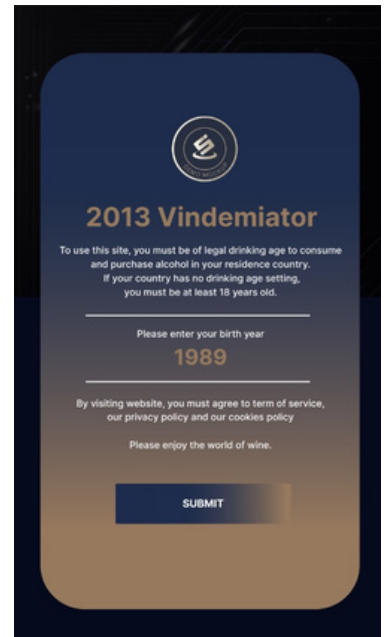 DEMO MOCKUP
2013 Vindemiator
To use this site, you must be of legal drinking age to consume
and purchase alcohol in your residence country.
If your country has no drinking age setting,
you must be at least 18 years old.
Please enter your birth year
1989
By visiting website, you must agree to term of service,
our privacy policy and our cookies policy
Please enjoy the world of wine.
SUBMIT